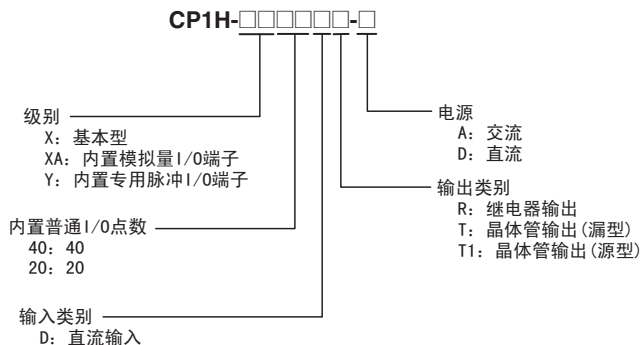 CP1H-□□□□□□-□
级别
X：基本型
XA：内置模拟量I/O端子
Y：内置专用脉冲I/O端子
内置普通I/O点数
40：40
20：20
输入类别
D：直流输入
电源
A：交流
D：直流
输出类别
R：继电器输出
T：晶体管输出(漏型)
T1：晶体管输出(源型)